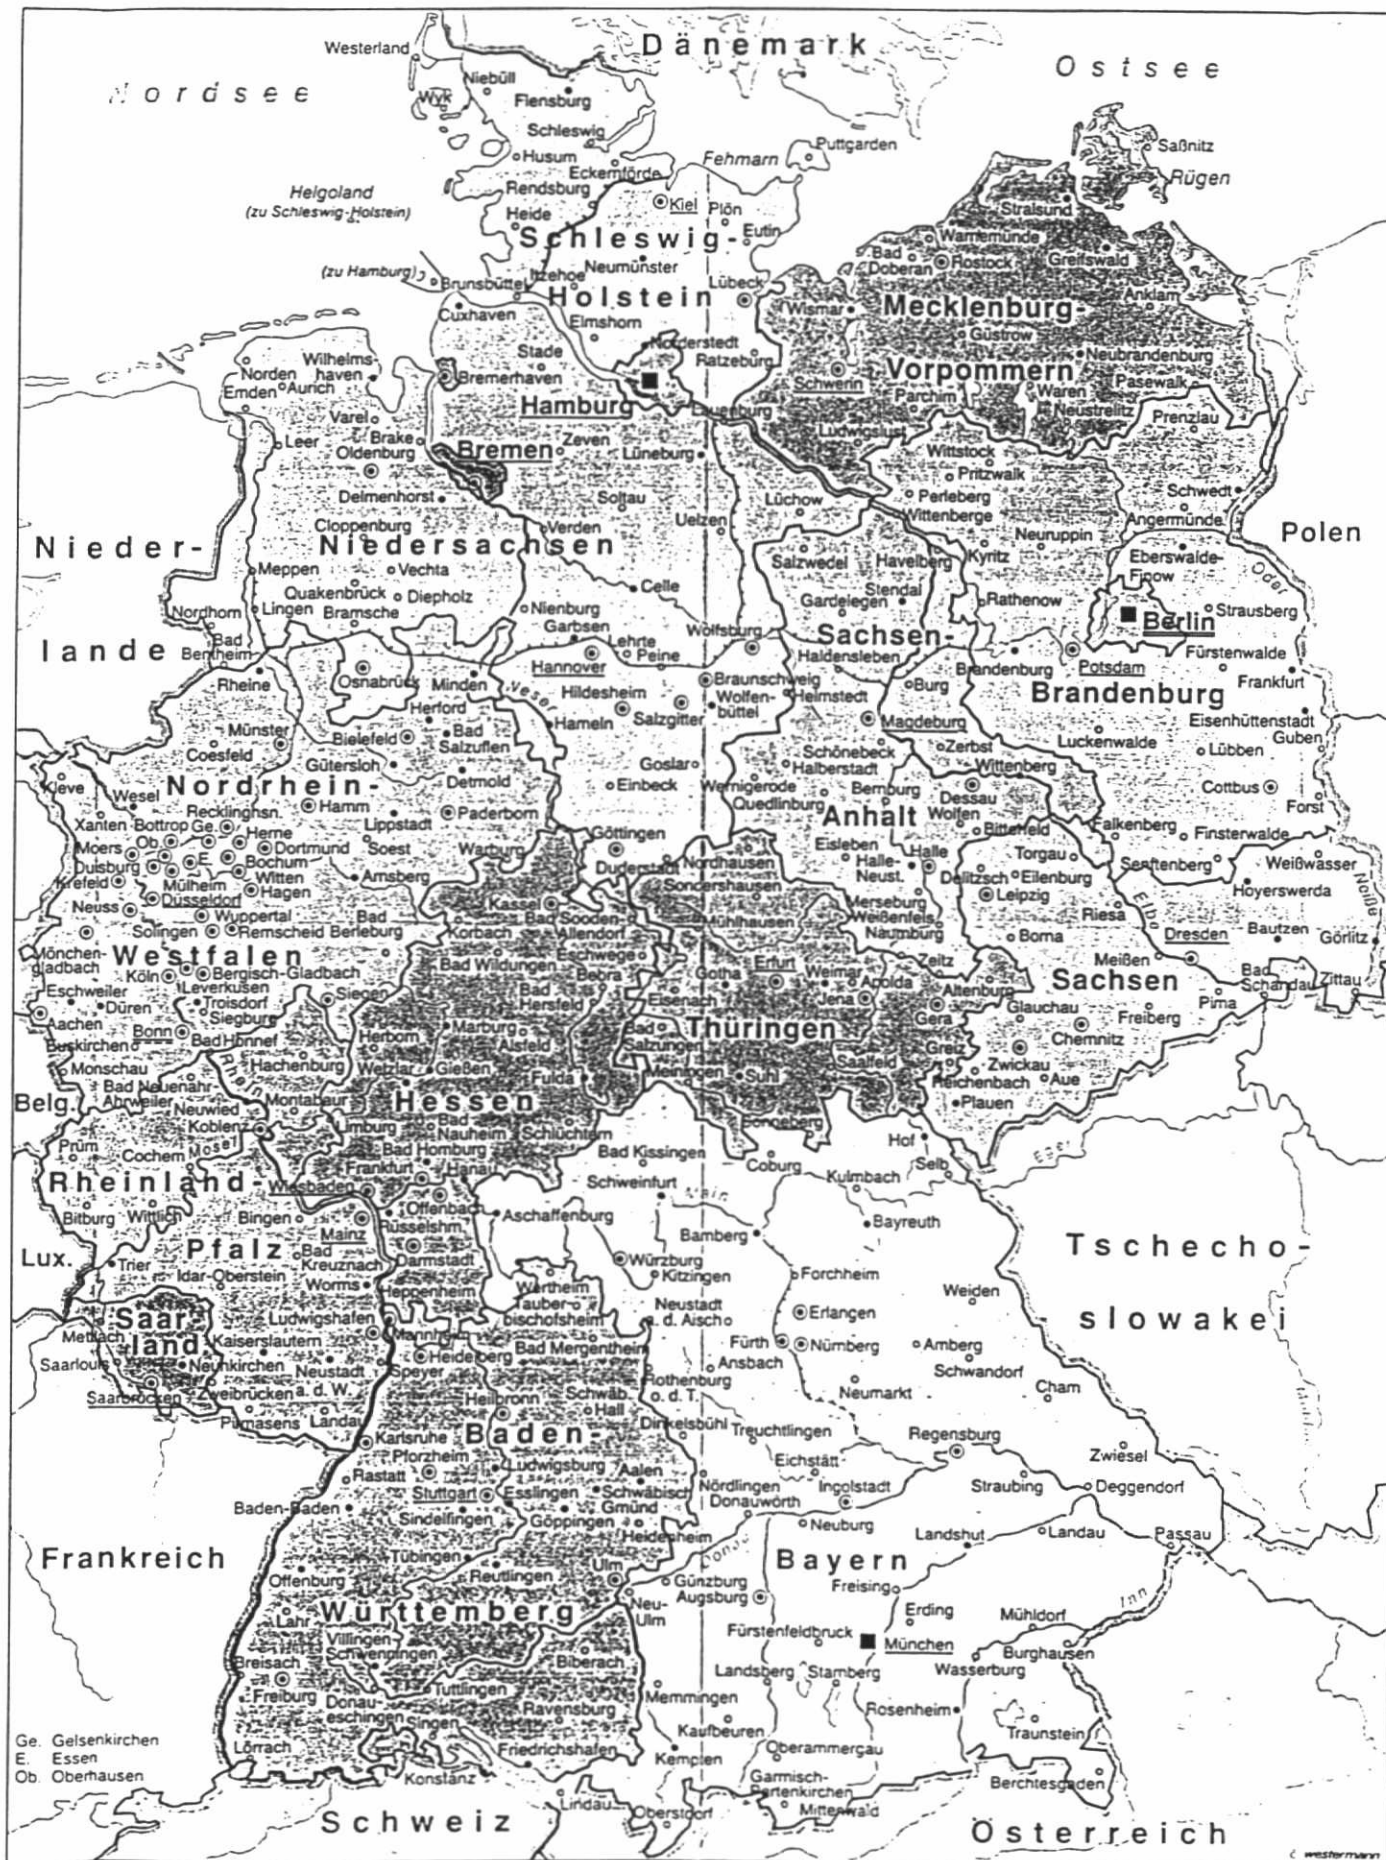 Dänemark
Ostsee
Nordsee
Westerland
Niebüll
Wyk
Flensburg
Schleswig
Husum
Fehmarn
Puttgarden
Saßnitz
Rügen
Eckernförde
Rendsburg
Helgoland
(zu Schleswig-Holstein)
Kiel
Plön
Heide
Eutin
Schleswig-
Holstein
Stralsund
Warnemünde
Bad
Doberan
Rostock
Greifswald
(zu Hamburg)
Itzehoe
Neumünster
Brunsbüttel
Lübeck
Cuxhaven
Elmshorn
Wismar
Mecklenburg-
Vorpommern
Anklam
Güstrow
Norderstedt
Ratzeburg
Neubrandenburg
Stade
Wilhelms-
haven
Norden
Emden
Aurich
Bremerhaven
Schwerin
Waren
Pasewalk
Parchim
Neustrelitz
Prenzlau
Hamburg
Lauenburg
Varel
Leer
Brake
Oldenburg
Bremen
Zeven
Lüneburg
Ludwigslust
Wittstock
Pritzwalk
Delmenhorst
Soltau
Lüchow
Perleberg
Schwedt
Wittenberge
Angermünde
Cloppenburg
Verden
Uelzen
Nieder-
lande
Niedersachsen
Polen
Salzwedel
Havelberg
Kyritz
Neuruppin
Eberswalde-
Finow
Oder
Meppen
Vechta
Celle
Quakenbrück
Diepholz
Stendal
Gardelegen
Rathenow
Strausberg
Berlin
Nordhorn
Lingen
Bramsche
Nienburg
Garbsen
Bad
Bentheim
Lehrte
Peine
Hannover
Wolfsburg
Sachsen-
Anhalt
Haldensleben
Brandenburg
Potsdam
Fürstenwalde
Frankfurt
Rheine
Osnabrück
Minden
Weser
Braunschweig
Wolfen-
büttel
Helmstedt
Burg
Brandenburg
Hildesheim
Salzgitter
Herford
Hameln
Magdeburg
Eisenhüttenstadt
Guben
Münster
Bielefeld
Bad
Salzuflen
Coesfeld
Gütersloh
Detmold
Goslar
Schönebeck
Halberstadt
Zerbst
Wittenberg
Luckenwalde
Lübben
Kleve
Wesel
Nordrhein-
Westfalen
Einbeck
Wernigerode
Quedlinburg
Bernburg
Dessau
Wolfen
Cottbus
Forst
Recklinghsn.
Hamm
Paderborn
Xanten
Bottrop
Ge.
Herne
Lippstadt
Göttingen
Bitterfeld
Falkenberg
Finsterwalde
Moers
Ob.
Dortmund
Soest
Warburg
Eisleben
Halle
Halle-
Neust.
Torgau
Senftenberg
Weißwasser
Duisburg
E.
Bochum
Witten
Duderstadt
Nordhausen
Sondershausen
Delitzsch
Eilenburg
Hoyerswerda
Neiße
Krefeld
Mülheim
Düsseldorf
Hagen
Arnsberg
Kassel
Merseburg
Weißenfels
Naumburg
Leipzig
Neuss
Wuppertal
Bad
Berleburg
Korbach
Bad Sooden-
Allendorf
Mühlhausen
Riesa
Elbe
Dresden
Bautzen
Görlitz
Solingen
Remscheid
Borna
Mönchen-
gladbach
Köln
Bergisch-Gladbach
Leverkusen
Bad Wildungen
Eschwege
Bebra
Erfurt
Gotha
Weimar
Apolda
Zeitz
Altenburg
Meißen
Sachsen
Bad
Schandau
Zittau
Eschweiler
Düren
Troisdorf
Siegburg
Siegen
Bad
Hersfeld
Eisenach
Jena
Glauchau
Freiberg
Pirna
Aachen
Bonn
Bad Honnef
Marburg
Alsfeld
Bad
Salzungen
Thüringen
Gera
Chemnitz
Euskirchen
Herborn
Monschau
Rhein
Hachenburg
Wetzlar
Gießen
Fulda
Meiningen
Suhl
Saalfeld
Greiz
Zwickau
Reichenbach
Aue
Belg.
Bad Neuenahr-
Ahrweiler
Neuwied
Montabaur
Hessen
Plauen
Koblenz
Limburg
Bad
Nauheim
Schlüchtern
Sonneberg
Hof
Prüm
Cochem
Mosel
Bad Homburg
Bad Kissingen
Coburg
Selb
Eger
Rheinland-
Pfalz
Wiesbaden
Frankfurt
Hanau
Schweinfurt
Main
Kulmbach
Bitburg
Wittlich
Bingen
Mainz
Offenbach
Rüsselshm.
Aschaffenburg
Bayreuth
Bamberg
Lux.
Trier
Bad
Kreuznach
Darmstadt
Würzburg
Kitzingen
Forchheim
Weiden
Tschecho-
slowakei
Idar-Oberstein
Worms
Heppenheim
Wertheim
Tauber-
bischofsheim
Neustadt
a. d. Aisch
Erlangen
Saar-
land
Mettlach
Ludwigshafen
Mannheim
Kaiserslautern
Bad Mergentheim
Fürth
Nürnberg
Amberg
Saarlouis
Neunkirchen
Neustadt
a. d. W.
Speyer
Heidelberg
Ansbach
Schwandorf
Saarbrücken
Zweibrücken
Heilbronn
Schwäb.
Hall
Rothenburg
o. d. T.
Neumarkt
Cham
Pirmasens
Landau
Karlsruhe
Baden-
Württemberg
Dinkelsbühl
Treuchtlingen
Regensburg
Zwiesel
Pforzheim
Rastatt
Ludwigsburg
Aalen
Eichstätt
Stuttgart
Esslingen
Schwäbisch
Gmünd
Nördlingen
Donauwörth
Ingolstadt
Straubing
Deggendorf
Baden-Baden
Sindelfingen
Göppingen
Heidenheim
Neuburg
Landshut
Landau
Passau
Frankreich
Tübingen
Reutlingen
Ulm
Donau
Bayern
Offenburg
Günzburg
Augsburg
Freising
Neu-
Ulm
Erding
Mühldorf
Inn
Lahr
Fürstenfeldbruck
München
Burghausen
Villingen
Schwenningen
Biberach
Wasserburg
Breisach
Landsberg
Starnberg
Freiburg
Donau-
eschingen
Tuttlingen
Memmingen
Ravensburg
Rosenheim
Singen
Kaufbeuren
Traunstein
Lörrach
Friedrichshafen
Kempten
Oberammergau
Konstanz
Garmisch-
Partenkirchen
Berchtesgaden
Lindau
Oberstdorf
Mittenwald
Schweiz
Österreich
Ge. Gelsenkirchen
E. Essen
Ob. Oberhausen
westermann